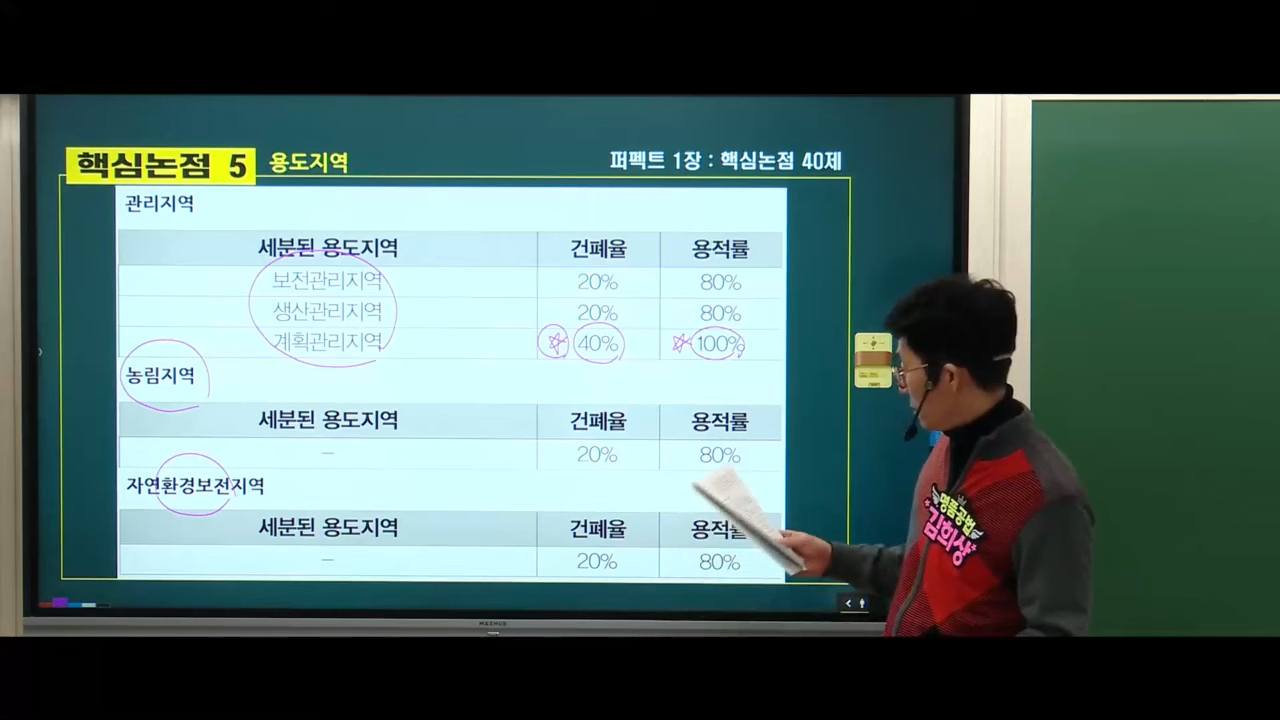 핵심논점 5 용도지역 퍼펙트 1장 : 핵심논점 40제
관리지역
세분된 용도지역 건폐율 용적률
보전관리지역 20% 80%
생산관리지역 20% 80%
계획관리지역 40% 100%
농림지역
세분된 용도지역 건폐율 용적률
– 20% 80%
자연환경보전지역
세분된 용도지역 건폐율 용적률
– 20% 80%
명품공법
김희상
MAXHUB